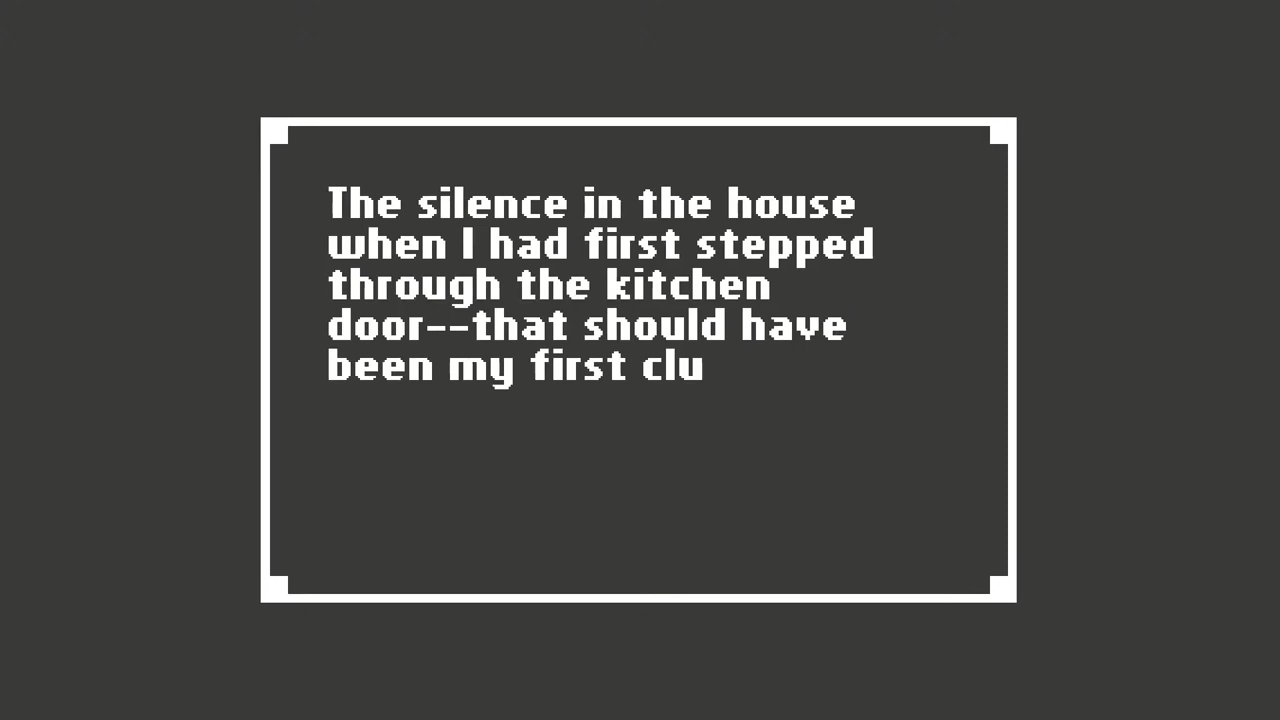 The silence in the house
when I had first stepped
through the kitchen
door--that should have
been my first clu